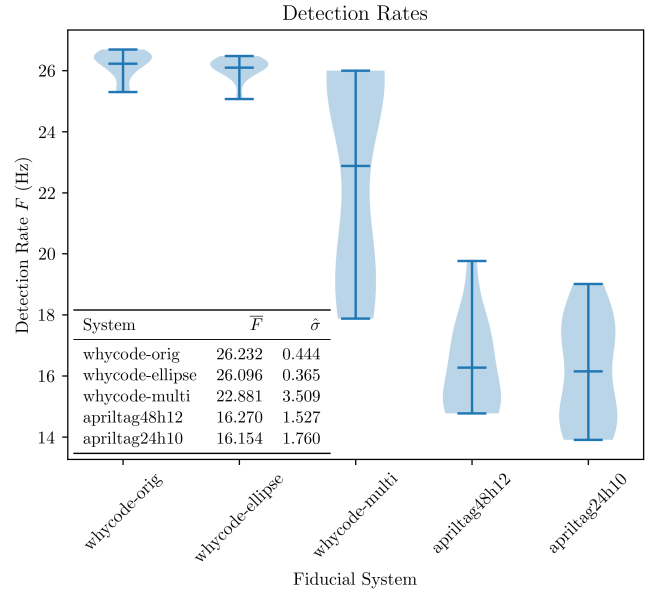 Detection Rates
26
24
22
20
18
16
14
Detection Rate F (Hz)
System F̅ σ̂
whycode-orig 26.232 0.444
whycode-ellipse 26.096 0.365
whycode-multi 22.881 3.509
apriltag48h12 16.270 1.527
apriltag24h10 16.154 1.760
whycode-orig
whycode-ellipse
whycode-multi
apriltag48h12
apriltag24h10
Fiducial System